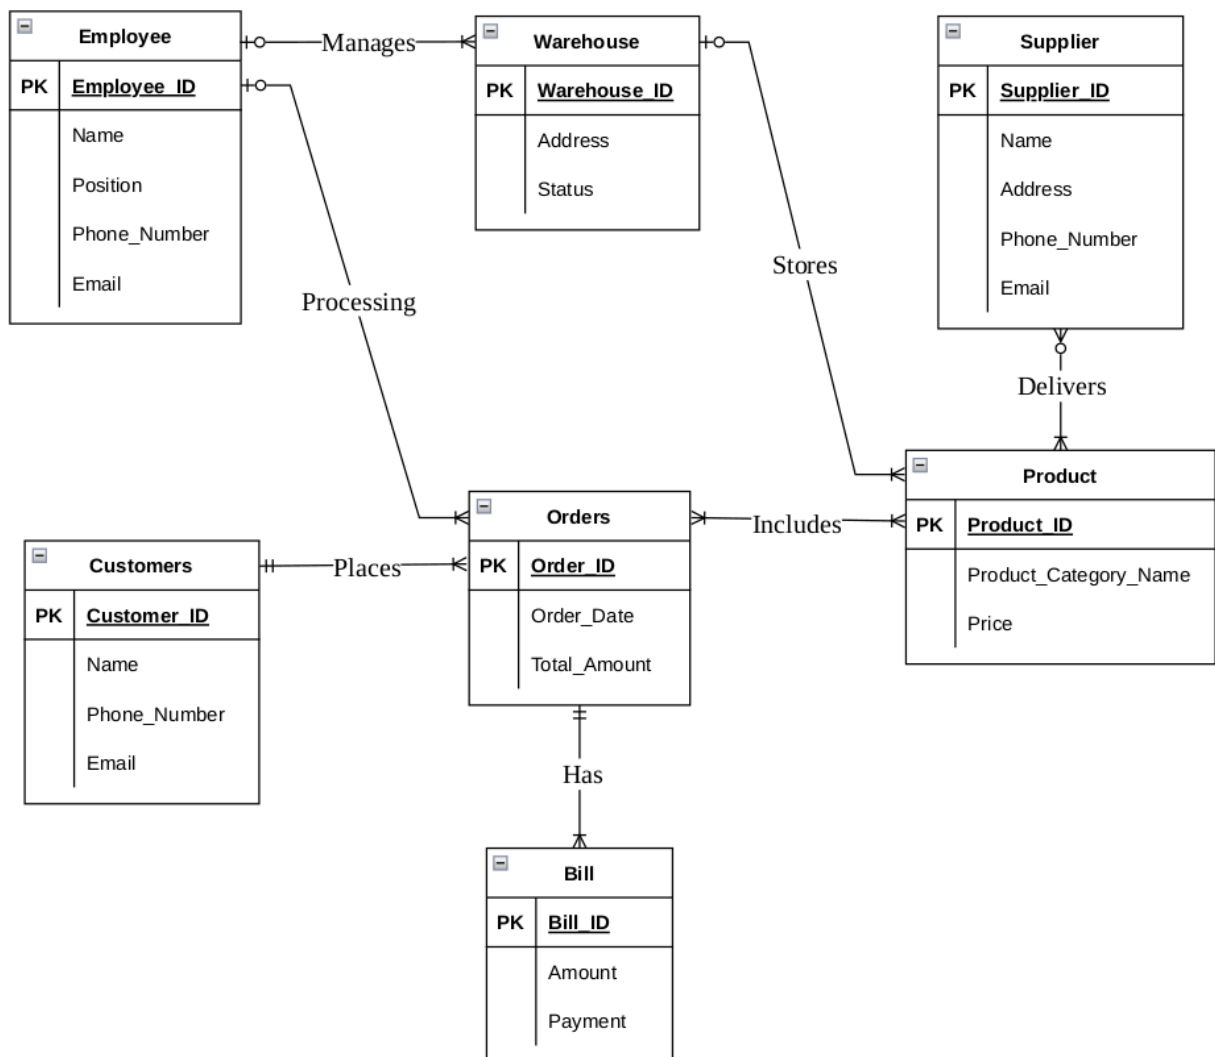 Employee
PK Employee_ID
Name
Position
Phone_Number
Email
Manages
Warehouse
PK Warehouse_ID
Address
Status
Supplier
PK Supplier_ID
Name
Address
Phone_Number
Email
Processing
Stores
Delivers
Orders
PK Order_ID
Order_Date
Total_Amount
Includes
Product
PK Product_ID
Product_Category_Name
Price
Customers
PK Customer_ID
Name
Phone_Number
Email
Places
Has
Bill
PK Bill_ID
Amount
Payment